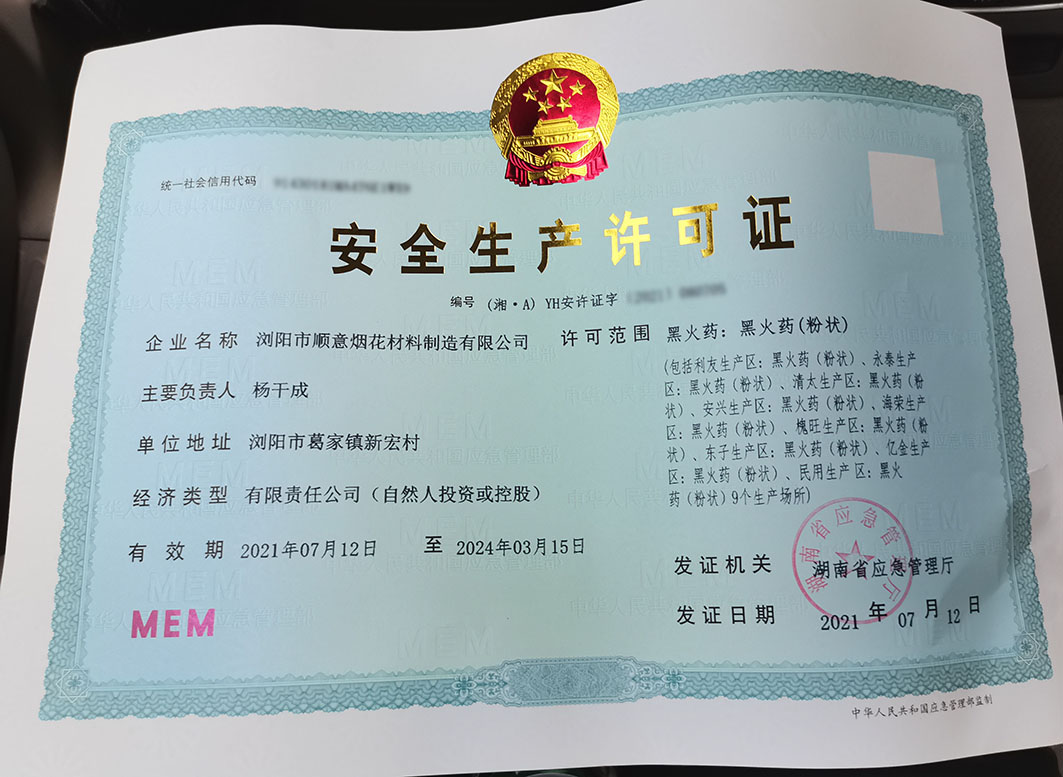 统一社会信用代码
安全生产许可证
编号 (湘·A) YH安许证字
企业名称 浏阳市顺意烟花材料制造有限公司
主要负责人 杨干成
单位地址 浏阳市葛家镇新宏村
经济类型 有限责任公司（自然人投资或控股）
有效期 2021年07月12日 至 2024年03月15日
许可范围 黑火药：黑火药(粉状)
(包括利友生产区：黑火药（粉状）、永泰生产
区：黑火药（粉状）、清太生产区：黑火药（粉
状）、安兴生产区：黑火药（粉状）、海荣生产
区：黑火药（粉状）、槐旺生产区：黑火药（粉
状）、东子生产区：黑火药（粉状）、亿金生产
区：黑火药（粉状）、民用生产区：黑火
药（粉状）9个生产场所)
发证机关 湖南省应急管理厅
发证日期 2021年07月12日
湖南省应急管理厅
MEM
中华人民共和国应急管理部监制